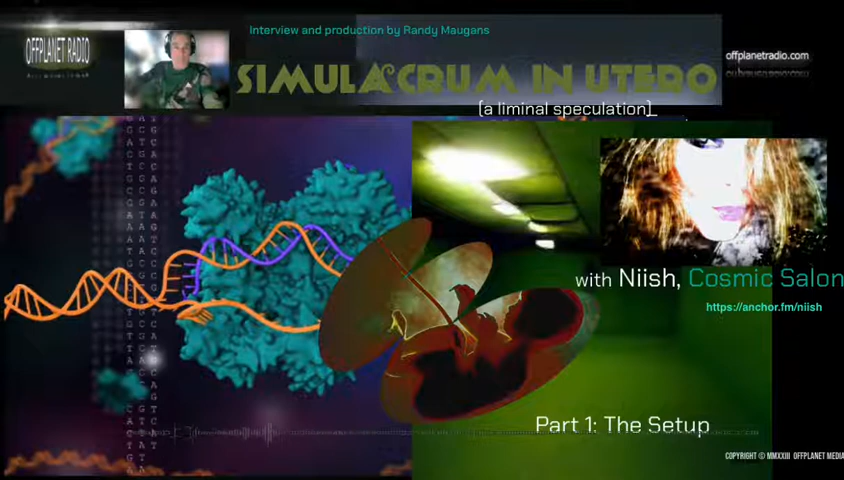 Interview and production by Randy Maugans
OFFPLANET RADIO
SIMULACRUM IN UTERO
offplanetradio.com
(a liminal speculation)_
with Niish, Cosmic Salon
https://anchor.fm/niish
Part 1: The Setup
COPYRIGHT © MMXXIII OFFPLANET MEDIA